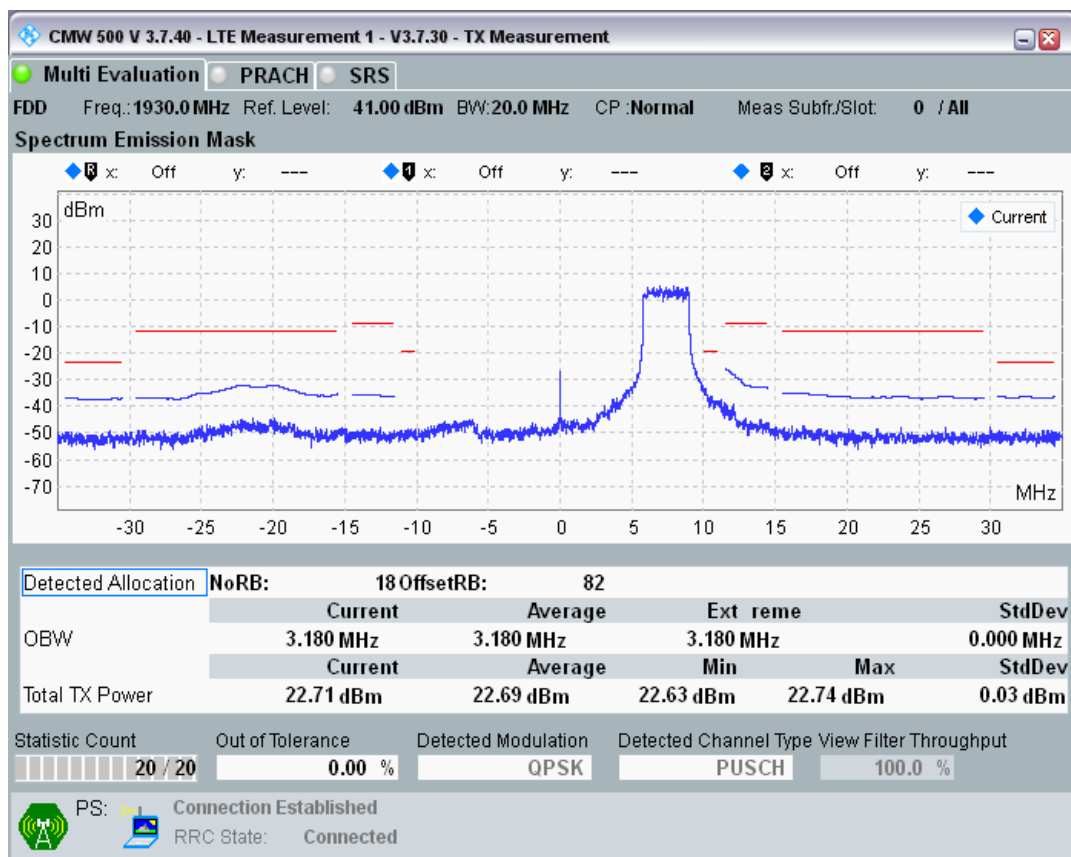 CMW 500 V 3.7.40 - LTE Measurement 1 - V3.7.30 - TX Measurement
Multi Evaluation PRACH SRS
FDD Freq.: 1930.0 MHz Ref. Level: 41.00 dBm BW: 20.0 MHz CP : Normal Meas Subfr./Slot: 0 / All
Spectrum Emission Mask
R x: Off y: --- 1 x: Off y: --- 2 x: Off y: ---
dBm
Current
30
20
10
0
-10
-20
-30
-40
-50
-60
-70
MHz
-30 -25 -20 -15 -10 -5 0 5 10 15 20 25 30
Detected Allocation NoRB: 18 OffsetRB: 82
Current Average Ext reme StdDev
OBW 3.180 MHz 3.180 MHz 3.180 MHz 0.000 MHz
Current Average Min Max StdDev
Total TX Power 22.71 dBm 22.69 dBm 22.63 dBm 22.74 dBm 0.03 dBm
Statistic Count Out of Tolerance Detected Modulation Detected Channel Type View Filter Throughput
20 / 20 0.00 % QPSK PUSCH 100.0 %
PS: Connection Established
RRC State: Connected